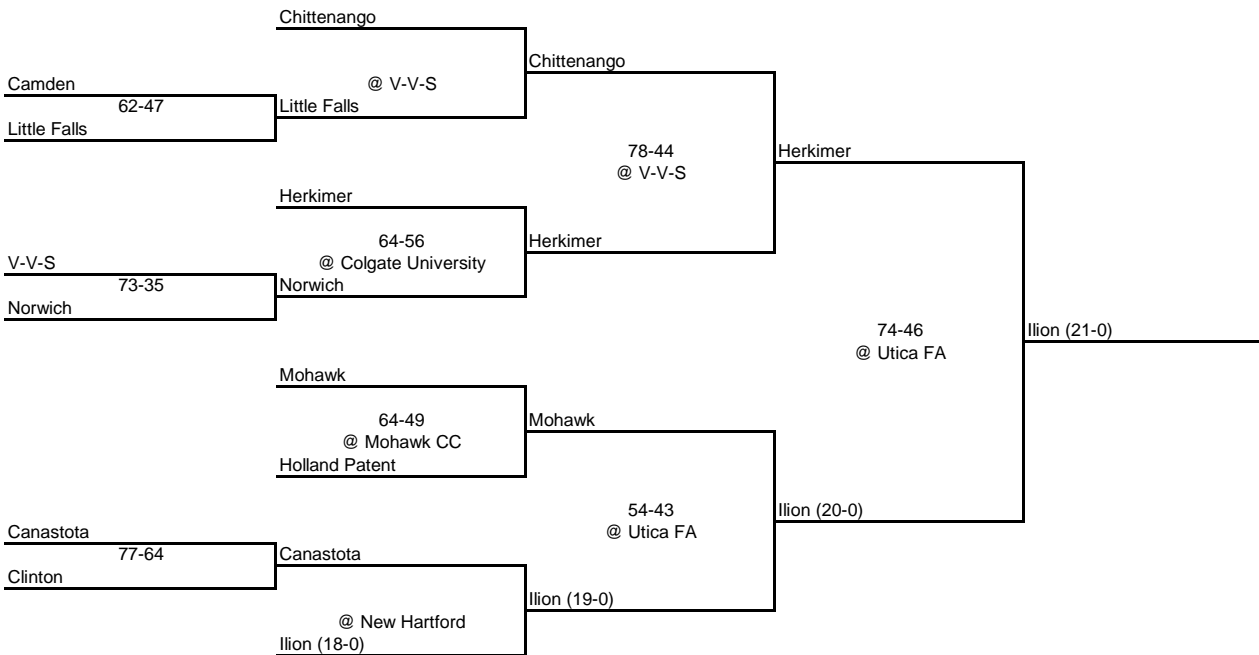 Chittenango
Chittenango
Camden
@ V-V-S
62-47
Little Falls
Little Falls
78-44
Herkimer
@ V-V-S
Herkimer
64-56
Herkimer
V-V-S
@ Colgate University
73-35
Norwich
Norwich
74-46
Ilion (21-0)
@ Utica FA
Mohawk
64-49
Mohawk
@ Mohawk CC
Holland Patent
54-43
Ilion (20-0)
Canastota
@ Utica FA
77-64
Canastota
Clinton
Ilion (19-0)
@ New Hartford
Ilion (18-0)